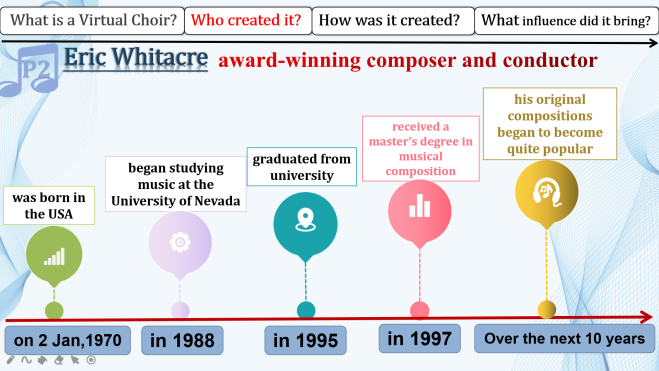 What is a Virtual Choir?
Who created it?
How was it created?
What influence did it bring?
P2
Eric Whitacre award-winning composer and conductor
was born in
the USA
began studying
music at the
University of Nevada
graduated from
university
received a
master's degree in
musical
composition
his original
compositions
began to become
quite popular
on 2 Jan,1970
in 1988
in 1995
in 1997
Over the next 10 years